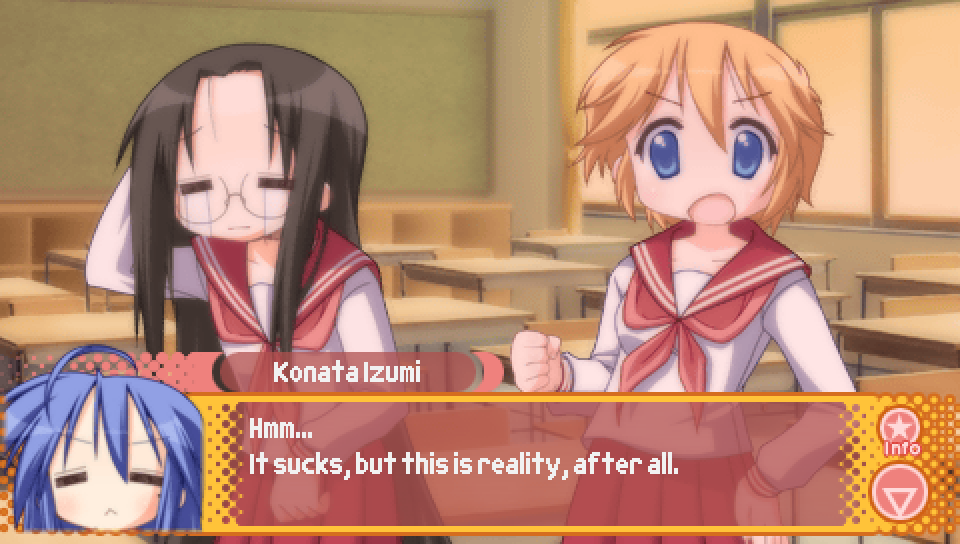 Konata Izumi
Hmm...
It sucks, but this is reality, after all.
Info